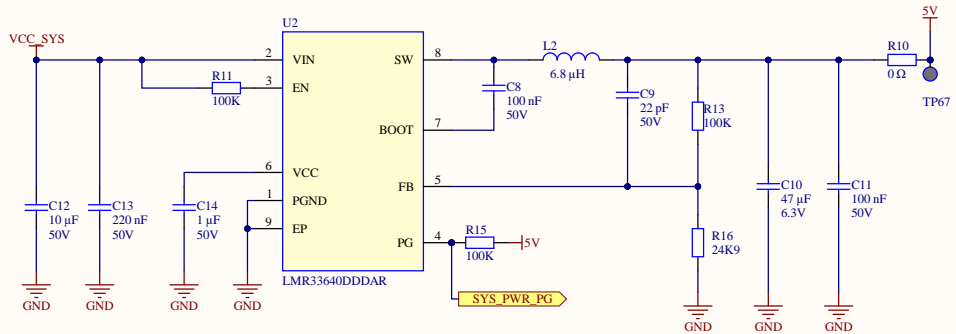 U2
5V
VCC_SYS
2
VIN
SW
8
L2
6.8 µH
R10
0 Ω
TP67
R11
100K
3
EN
C8
100 nF
50V
C9
22 pF
50V
R13
100K
BOOT
7
6
VCC
1
PGND
FB
5
9
EP
C12
10 µF
50V
C13
220 nF
50V
C14
1 µF
50V
C10
47 µF
6.3V
C11
100 nF
50V
PG
4
R15
100K
5V
R16
24K9
LMR33640DDDAR
SYS_PWR_PG
GND
GND
GND
GND
GND
GND
GND